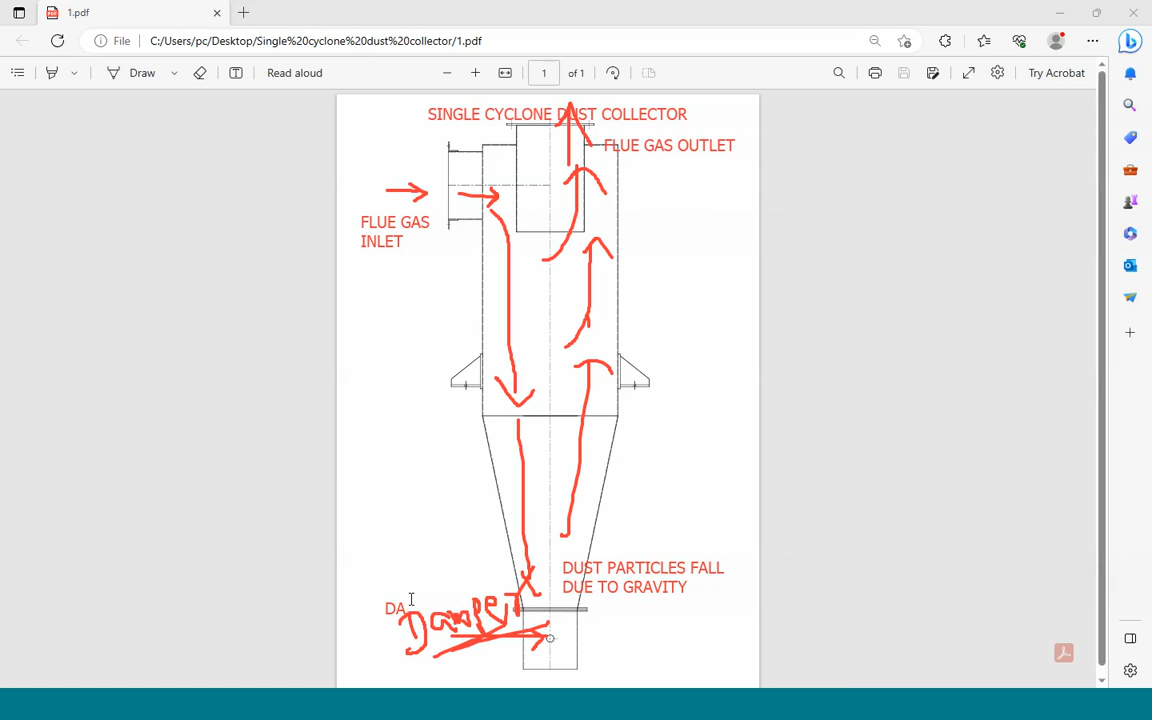 1.pdf
File
C:/Users/pc/Desktop/Single%20cyclone%20dust%20collector/1.pdf
Draw
Read aloud
1
of 1
Try Acrobat
SINGLE CYCLONE DUST COLLECTOR
FLUE GAS OUTLET
FLUE GAS
INLET
DUST PARTICLES FALL
DUE TO GRAVITY
DA
Damper